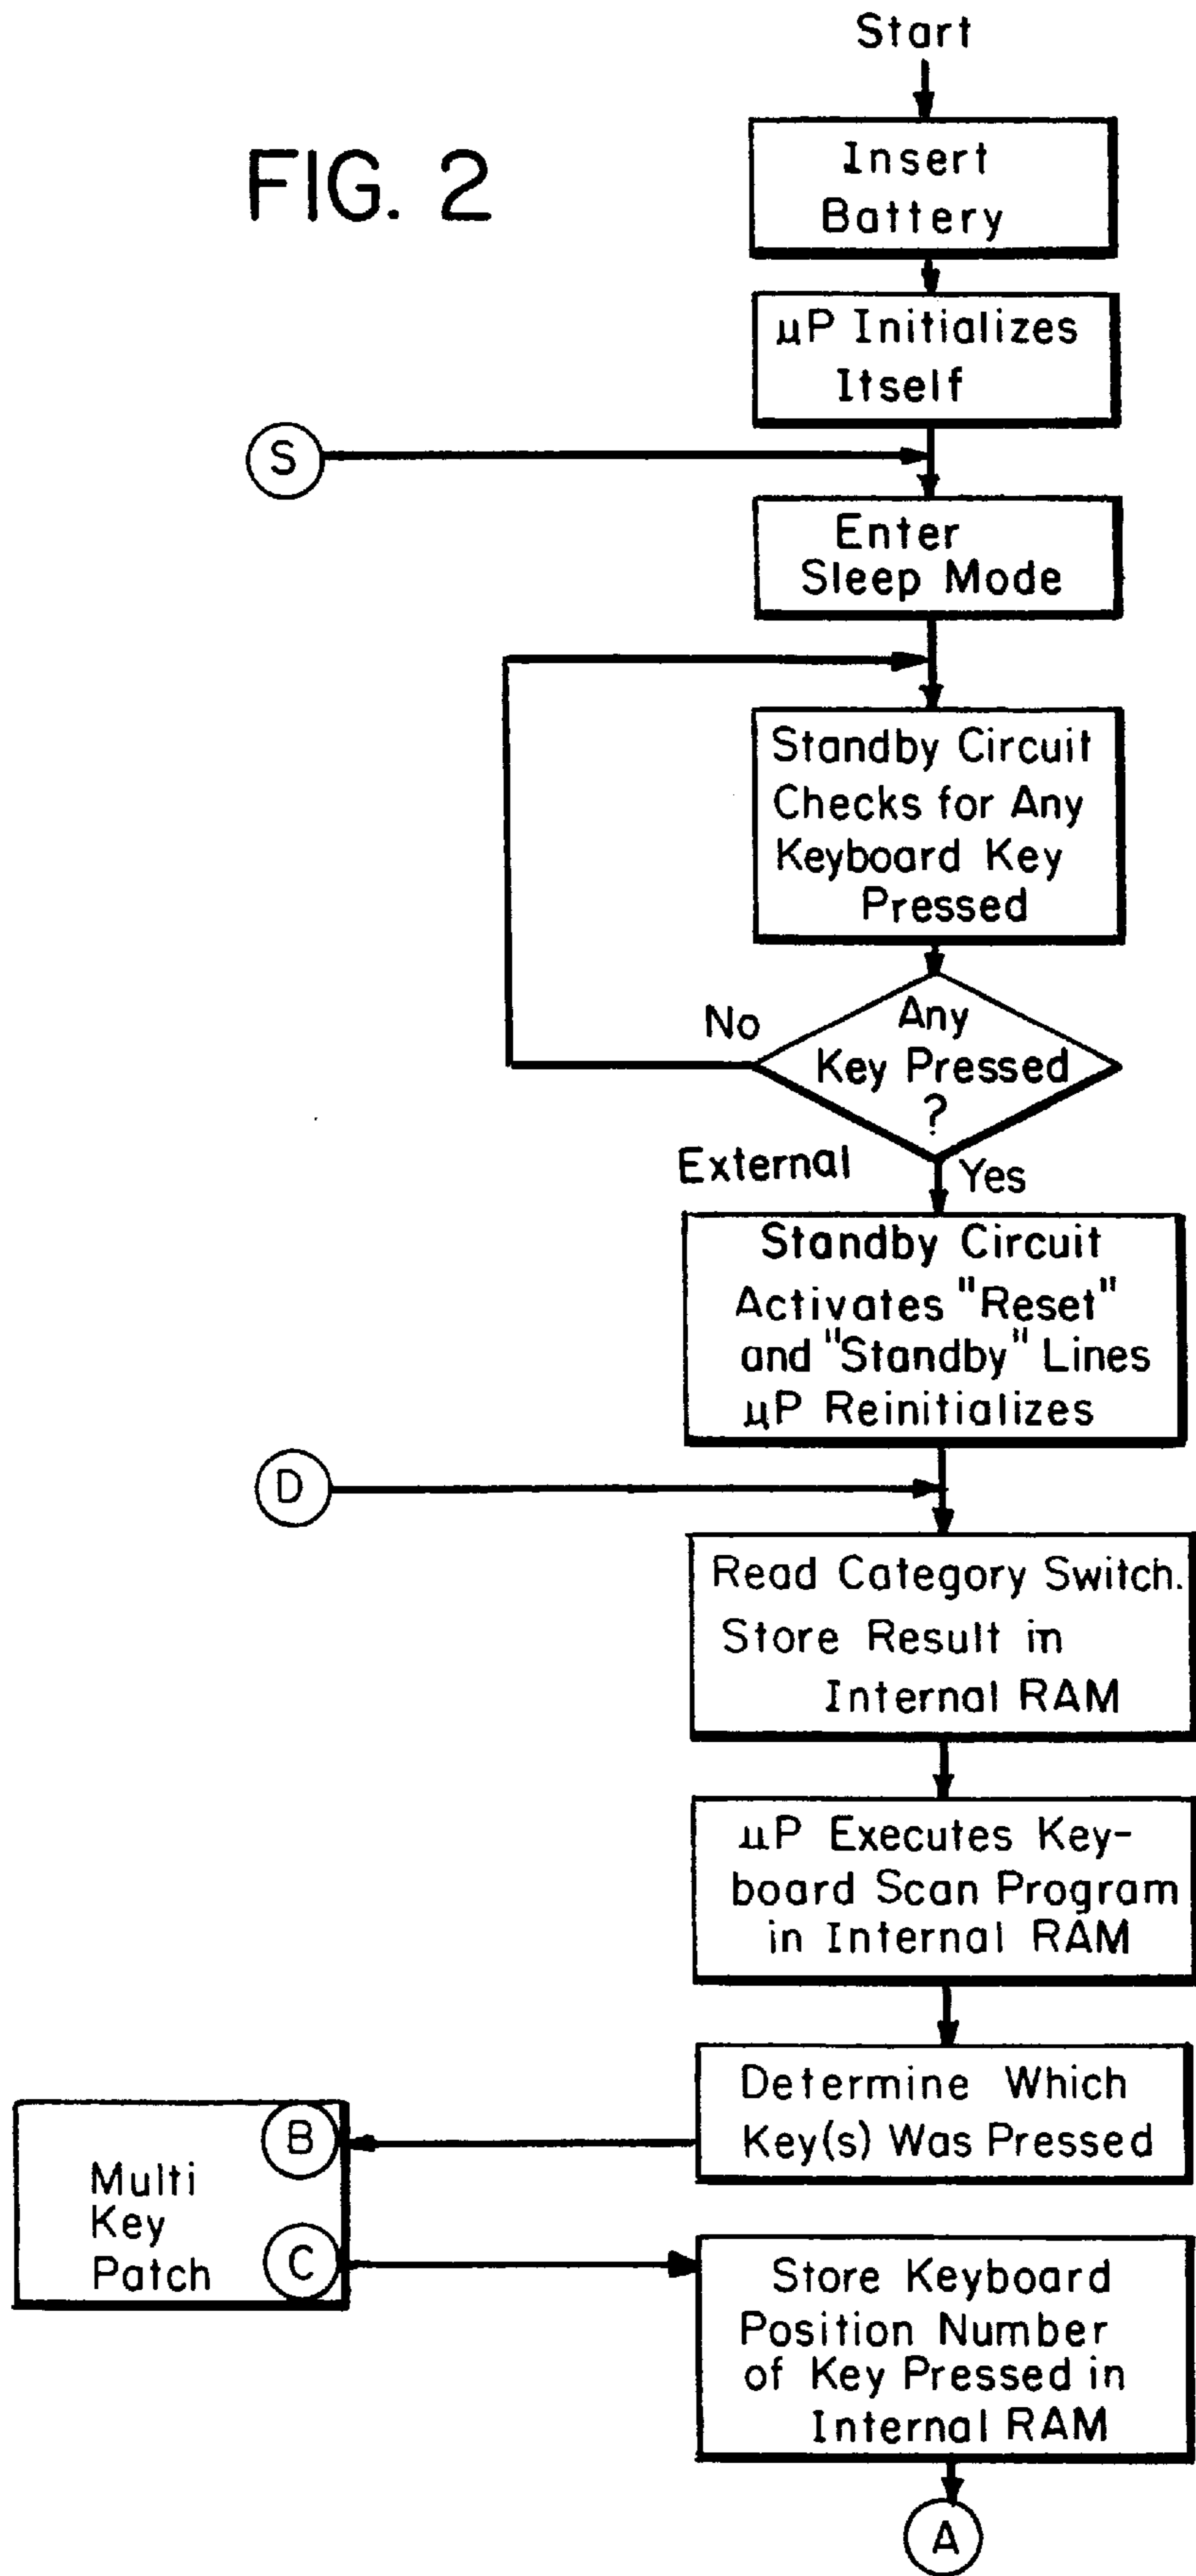 Start
FIG. 2
Insert
Battery
µP Initializes
Itself
S
Enter
Sleep Mode
Standby Circuit
Checks for Any
Keyboard Key
Pressed
No
Any
Key Pressed
?
External
Yes
Standby Circuit
Activates "Reset"
and "Standby" Lines
µP Reinitializes
D
Read Category Switch.
Store Result in
Internal RAM
µP Executes Key-
board Scan Program
in Internal RAM
Determine Which
Key(s) Was Pressed
B
Multi
Key
Patch
C
Store Keyboard
Position Number
of Key Pressed in
Internal RAM
A